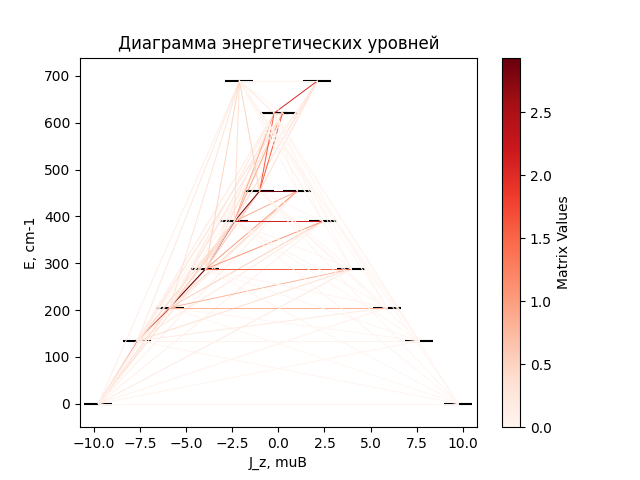 Диаграмма энергетических уровней
700
600
500
400
300
200
100
0
E, cm-1
−10.0 −7.5 −5.0 −2.5 0.0 2.5 5.0 7.5 10.0
J_z, muB
2.5
2.0
1.5
1.0
0.5
0.0
Matrix Values